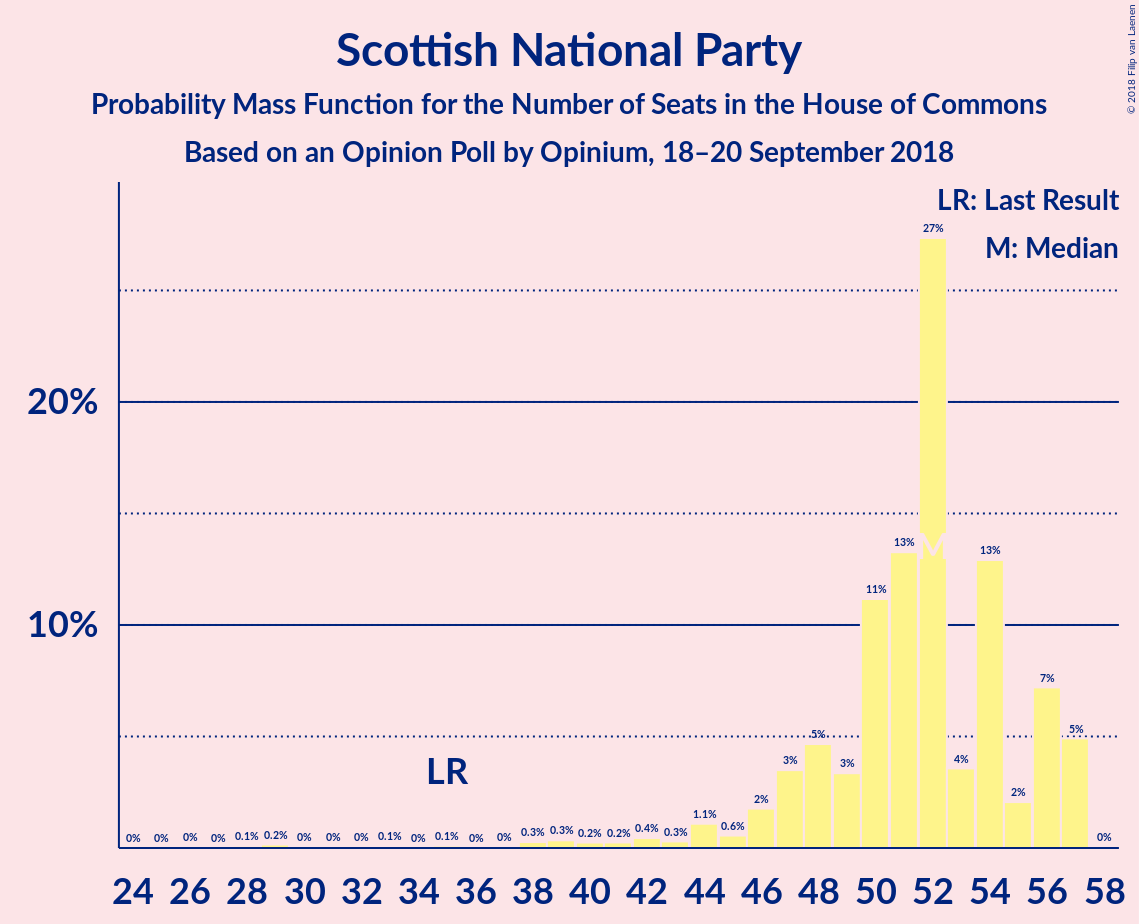 Scottish National Party
Probability Mass Function for the Number of Seats in the House of Commons
Based on an Opinion Poll by Opinium, 18–20 September 2018
© 2018 Filip van Laenen
LR: Last Result
M: Median
20%
10%
LR
0% 0% 0% 0% 0.1% 0.2% 0% 0% 0% 0.1% 0% 0.1% 0% 0% 0.3% 0.3% 0.2% 0.2% 0.4% 0.3% 1.1% 0.6% 2% 3% 5% 3% 11% 13% 27% 4% 13% 2% 7% 5% 0%
24 26 28 30 32 34 36 38 40 42 44 46 48 50 52 54 56 58